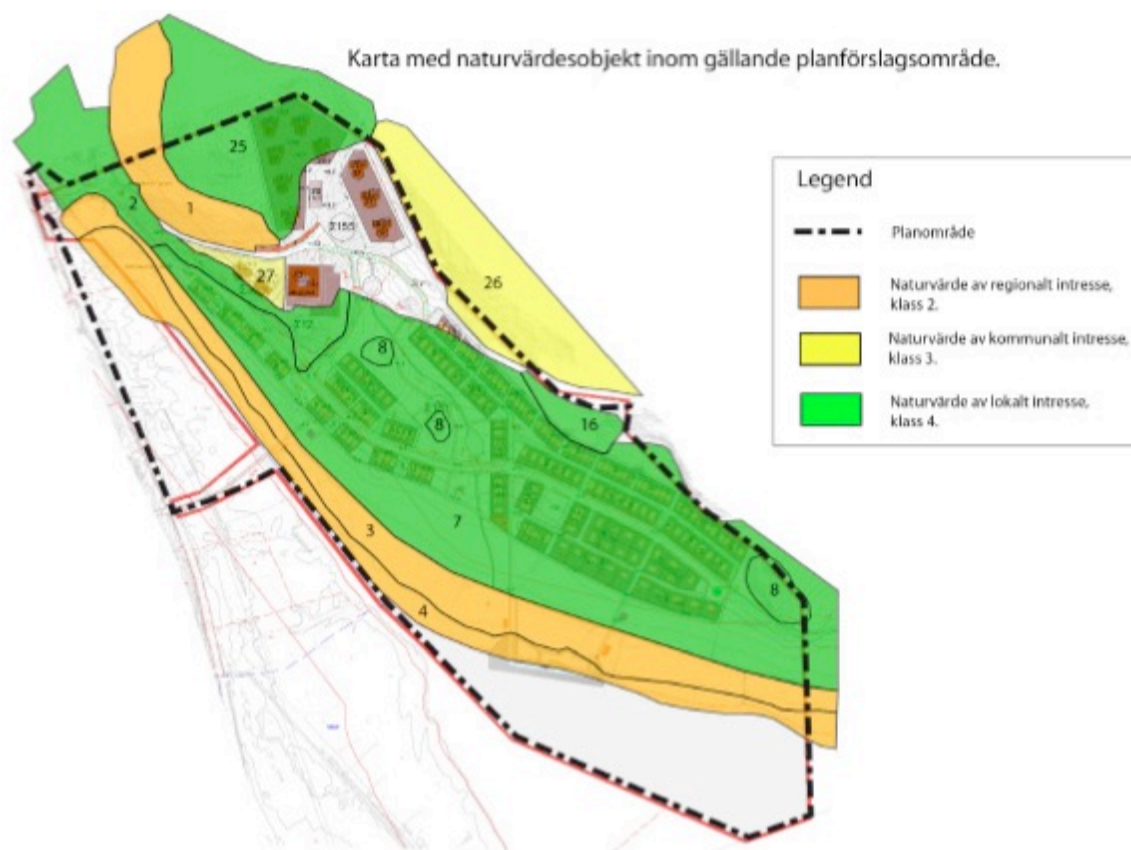 Karta med naturvärdesobjekt inom gällande planförslagsområde.
25
2
1
27
26
8
8
16
7
3
4
8
Legend
Planområde
Naturvärde av regionalt intresse,
klass 2.
Naturvärde av kommunalt intresse,
klass 3.
Naturvärde av lokalt intresse,
klass 4.